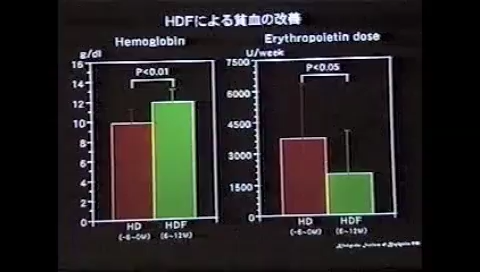 HDFによる貧血の改善
Hemoglobin
Erythropoietin dose
g/dl
U/week
16
14
12
10
8
6
4
2
0
P<0.01
HD
HDF
(-6~0M)
(6~12M)
7500
6000
4500
3000
1500
0
P<0.05
HD
HDF
(-6~0M)
(6~12M)